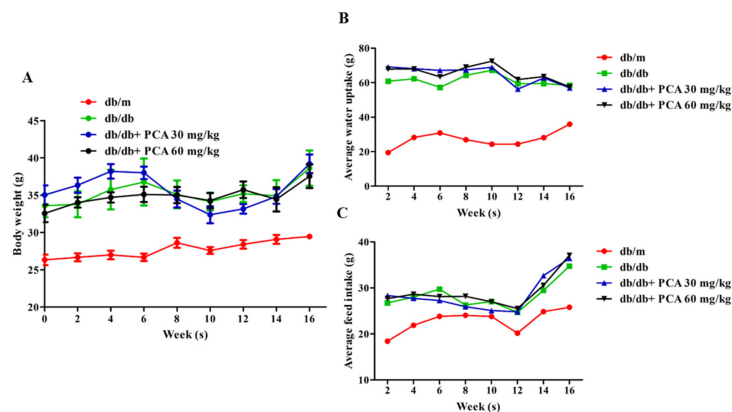 A
db/m
db/db
db/db+ PCA 30 mg/kg
db/db+ PCA 60 mg/kg
Body weight (g)
45
40
35
30
25
20
0 2 4 6 8 10 12 14 16
Week (s)
B
db/m
db/db
db/db+ PCA 30 mg/kg
db/db+ PCA 60 mg/kg
Average water uptake (g)
80
60
40
20
0
2 4 6 8 10 12 14 16
Week (s)
C
db/m
db/db
db/db+ PCA 30 mg/kg
db/db+ PCA 60 mg/kg
Average feed intake (g)
40
30
20
10
2 4 6 8 10 12 14 16
Week (s)